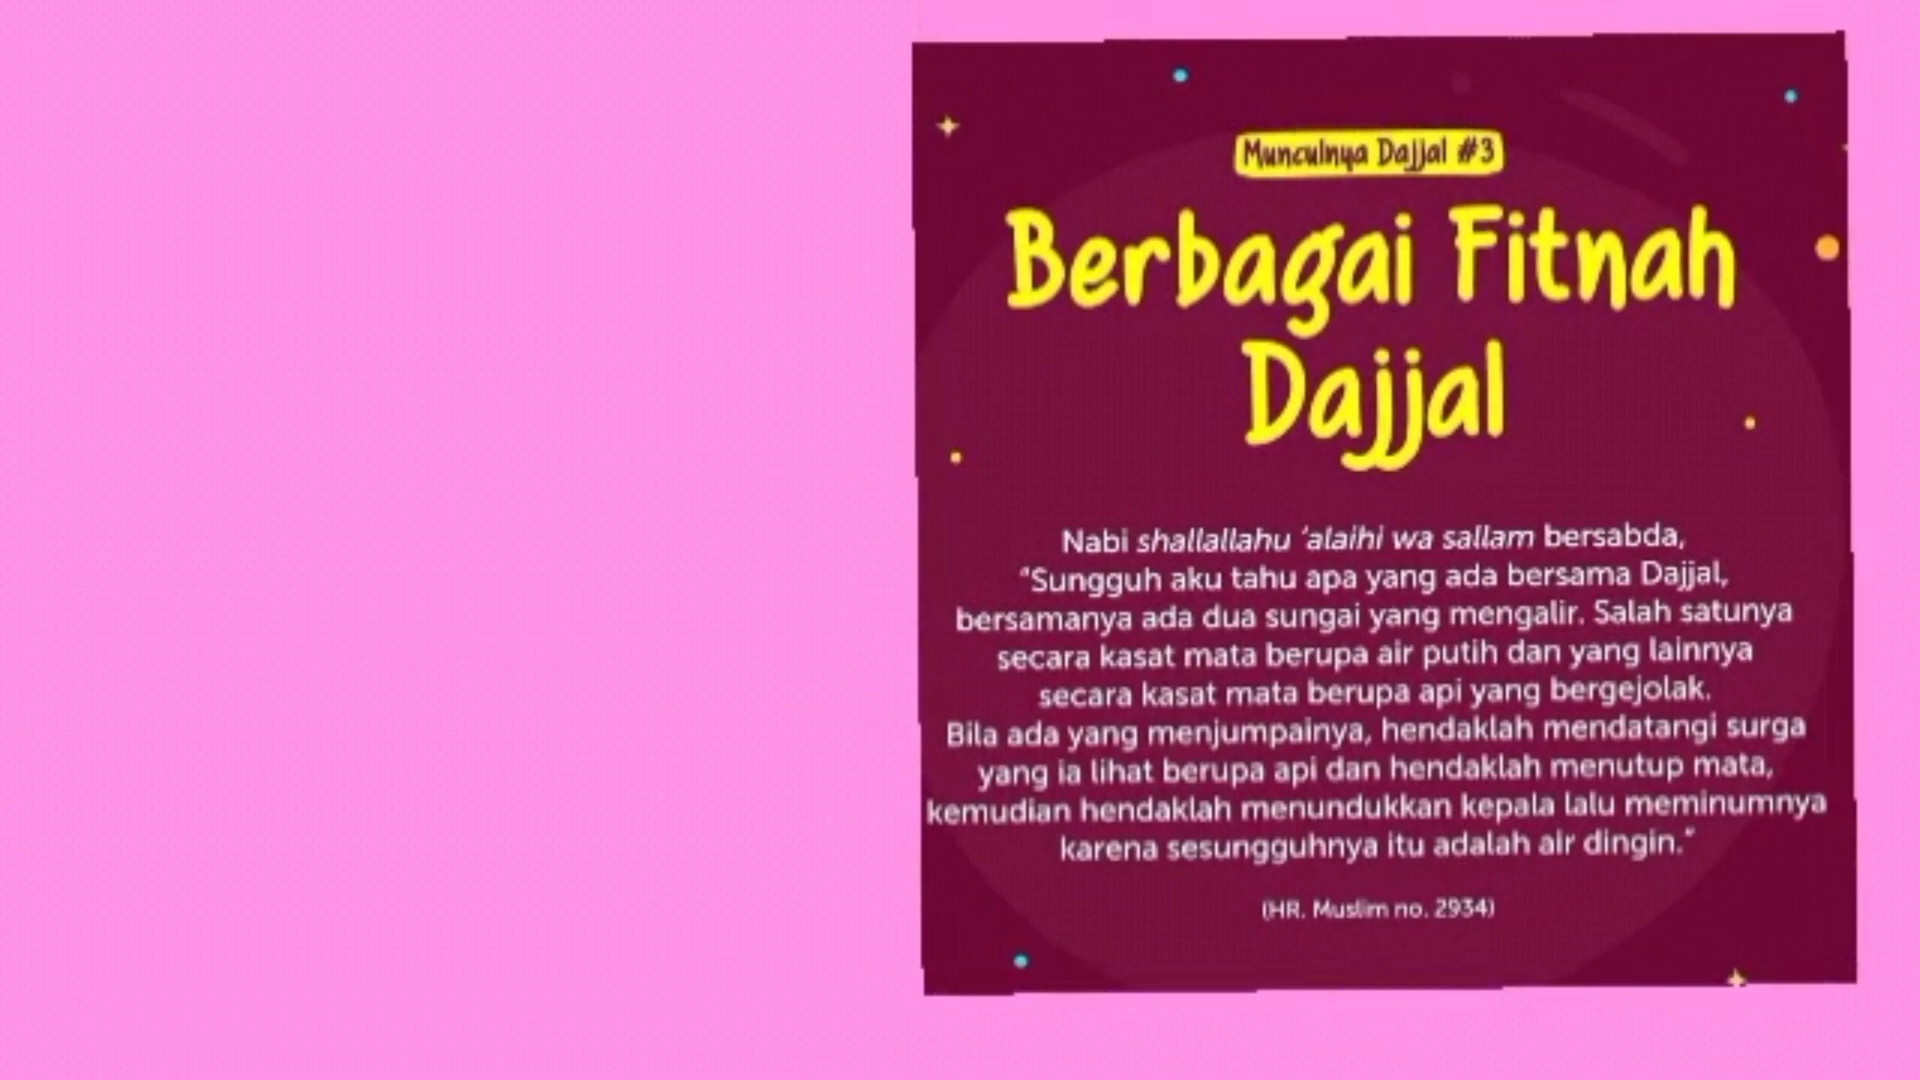 Munculnya Dajjal #3
Berbagai Fitnah
Dajjal
Nabi shallallahu 'alaihi wa sallam bersabda,
"Sungguh aku tahu apa yang ada bersama Dajjal,
bersamanya ada dua sungai yang mengalir. Salah satunya
secara kasat mata berupa air putih dan yang lainnya
secara kasat mata berupa api yang bergejolak.
Bila ada yang menjumpainya, hendaklah mendatangi surga
yang ia lihat berupa api dan hendaklah menutup mata,
kemudian hendaklah menundukkan kepala lalu meminumnya
karena sesungguhnya itu adalah air dingin."
(HR. Muslim no. 2934)